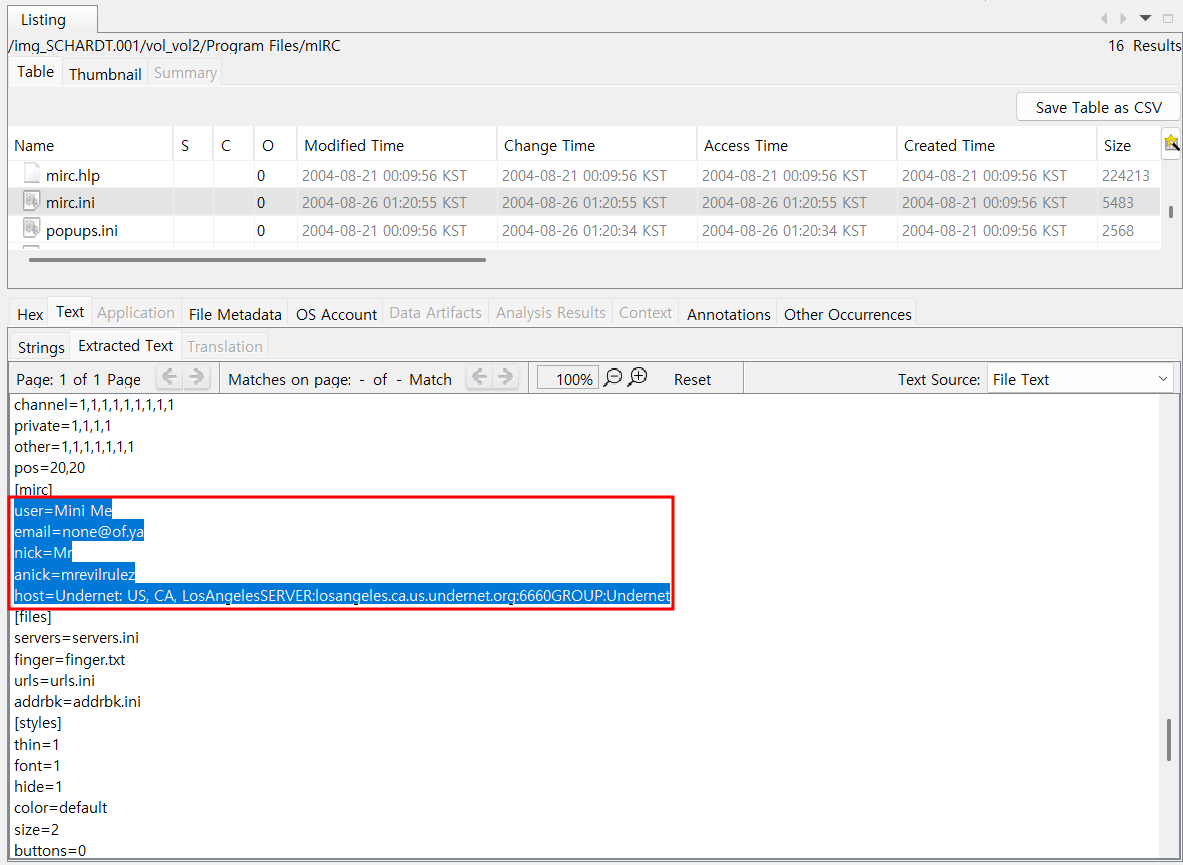 Listing
/img_SCHARDT.001/vol_vol2/Program Files/mIRC 16 Results
Table Thumbnail Summary
Save Table as CSV
Name S C O Modified Time Change Time Access Time Created Time Size
mirc.hlp 0 2004-08-21 00:09:56 KST 2004-08-21 00:09:56 KST 2004-08-21 00:09:56 KST 2004-08-21 00:09:56 KST 224213
mirc.ini 0 2004-08-26 01:20:55 KST 2004-08-26 01:20:55 KST 2004-08-26 01:20:55 KST 2004-08-21 00:09:56 KST 5483
popups.ini 0 2004-08-21 00:09:56 KST 2004-08-26 01:20:34 KST 2004-08-26 01:20:34 KST 2004-08-21 00:09:56 KST 2568
Hex Text Application File Metadata OS Account Data Artifacts Analysis Results Context Annotations Other Occurrences
Strings Extracted Text Translation
Page: 1 of 1 Page Matches on page: - of - Match 100% Reset Text Source: File Text
channel=1,1,1,1,1,1,1,1,1
private=1,1,1,1
other=1,1,1,1,1,1,1
pos=20,20
[mirc]
user=Mini Me
email=none@of.ya
nick=Mr
anick=mrevilrulez
host=Undernet: US, CA, LosAngelesSERVER:losangeles.ca.us.undernet.org:6660GROUP:Undernet
[files]
servers=servers.ini
finger=finger.txt
urls=urls.ini
addrbk=addrbk.ini
[styles]
thin=1
font=1
hide=1
color=default
size=2
buttons=0